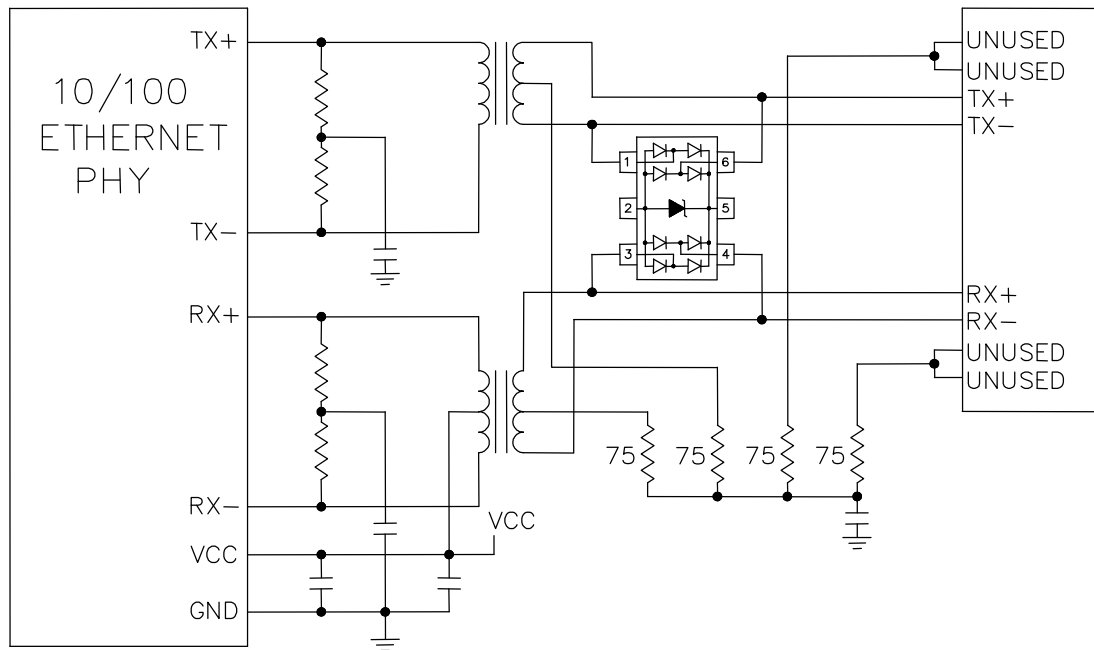 10/100
ETHERNET
PHY
TX+
TX-
RX+
RX-
VCC
GND
VCC
1
2
3
6
5
4
75
75
75
75
UNUSED
UNUSED
TX+
TX-
RX+
RX-
UNUSED
UNUSED